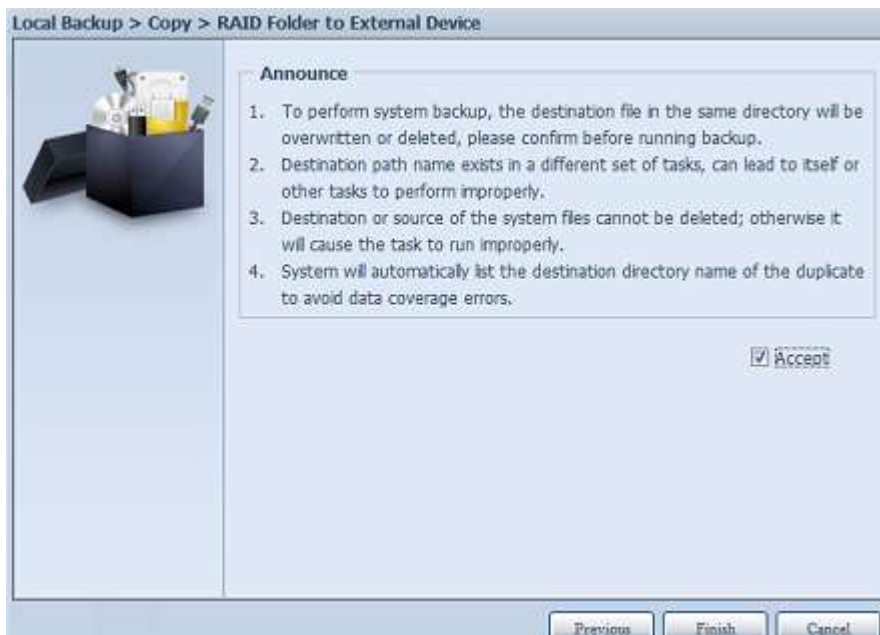 Local Backup > Copy > RAID Folder to External Device
Announce
1. To perform system backup, the destination file in the same directory will be
overwritten or deleted, please confirm before running backup.
2. Destination path name exists in a different set of tasks, can lead to itself or
other tasks to perform improperly.
3. Destination or source of the system files cannot be deleted; otherwise it
will cause the task to run improperly.
4. System will automatically list the destination directory name of the duplicate
to avoid data coverage errors.
Accept
Previous Finish Cancel